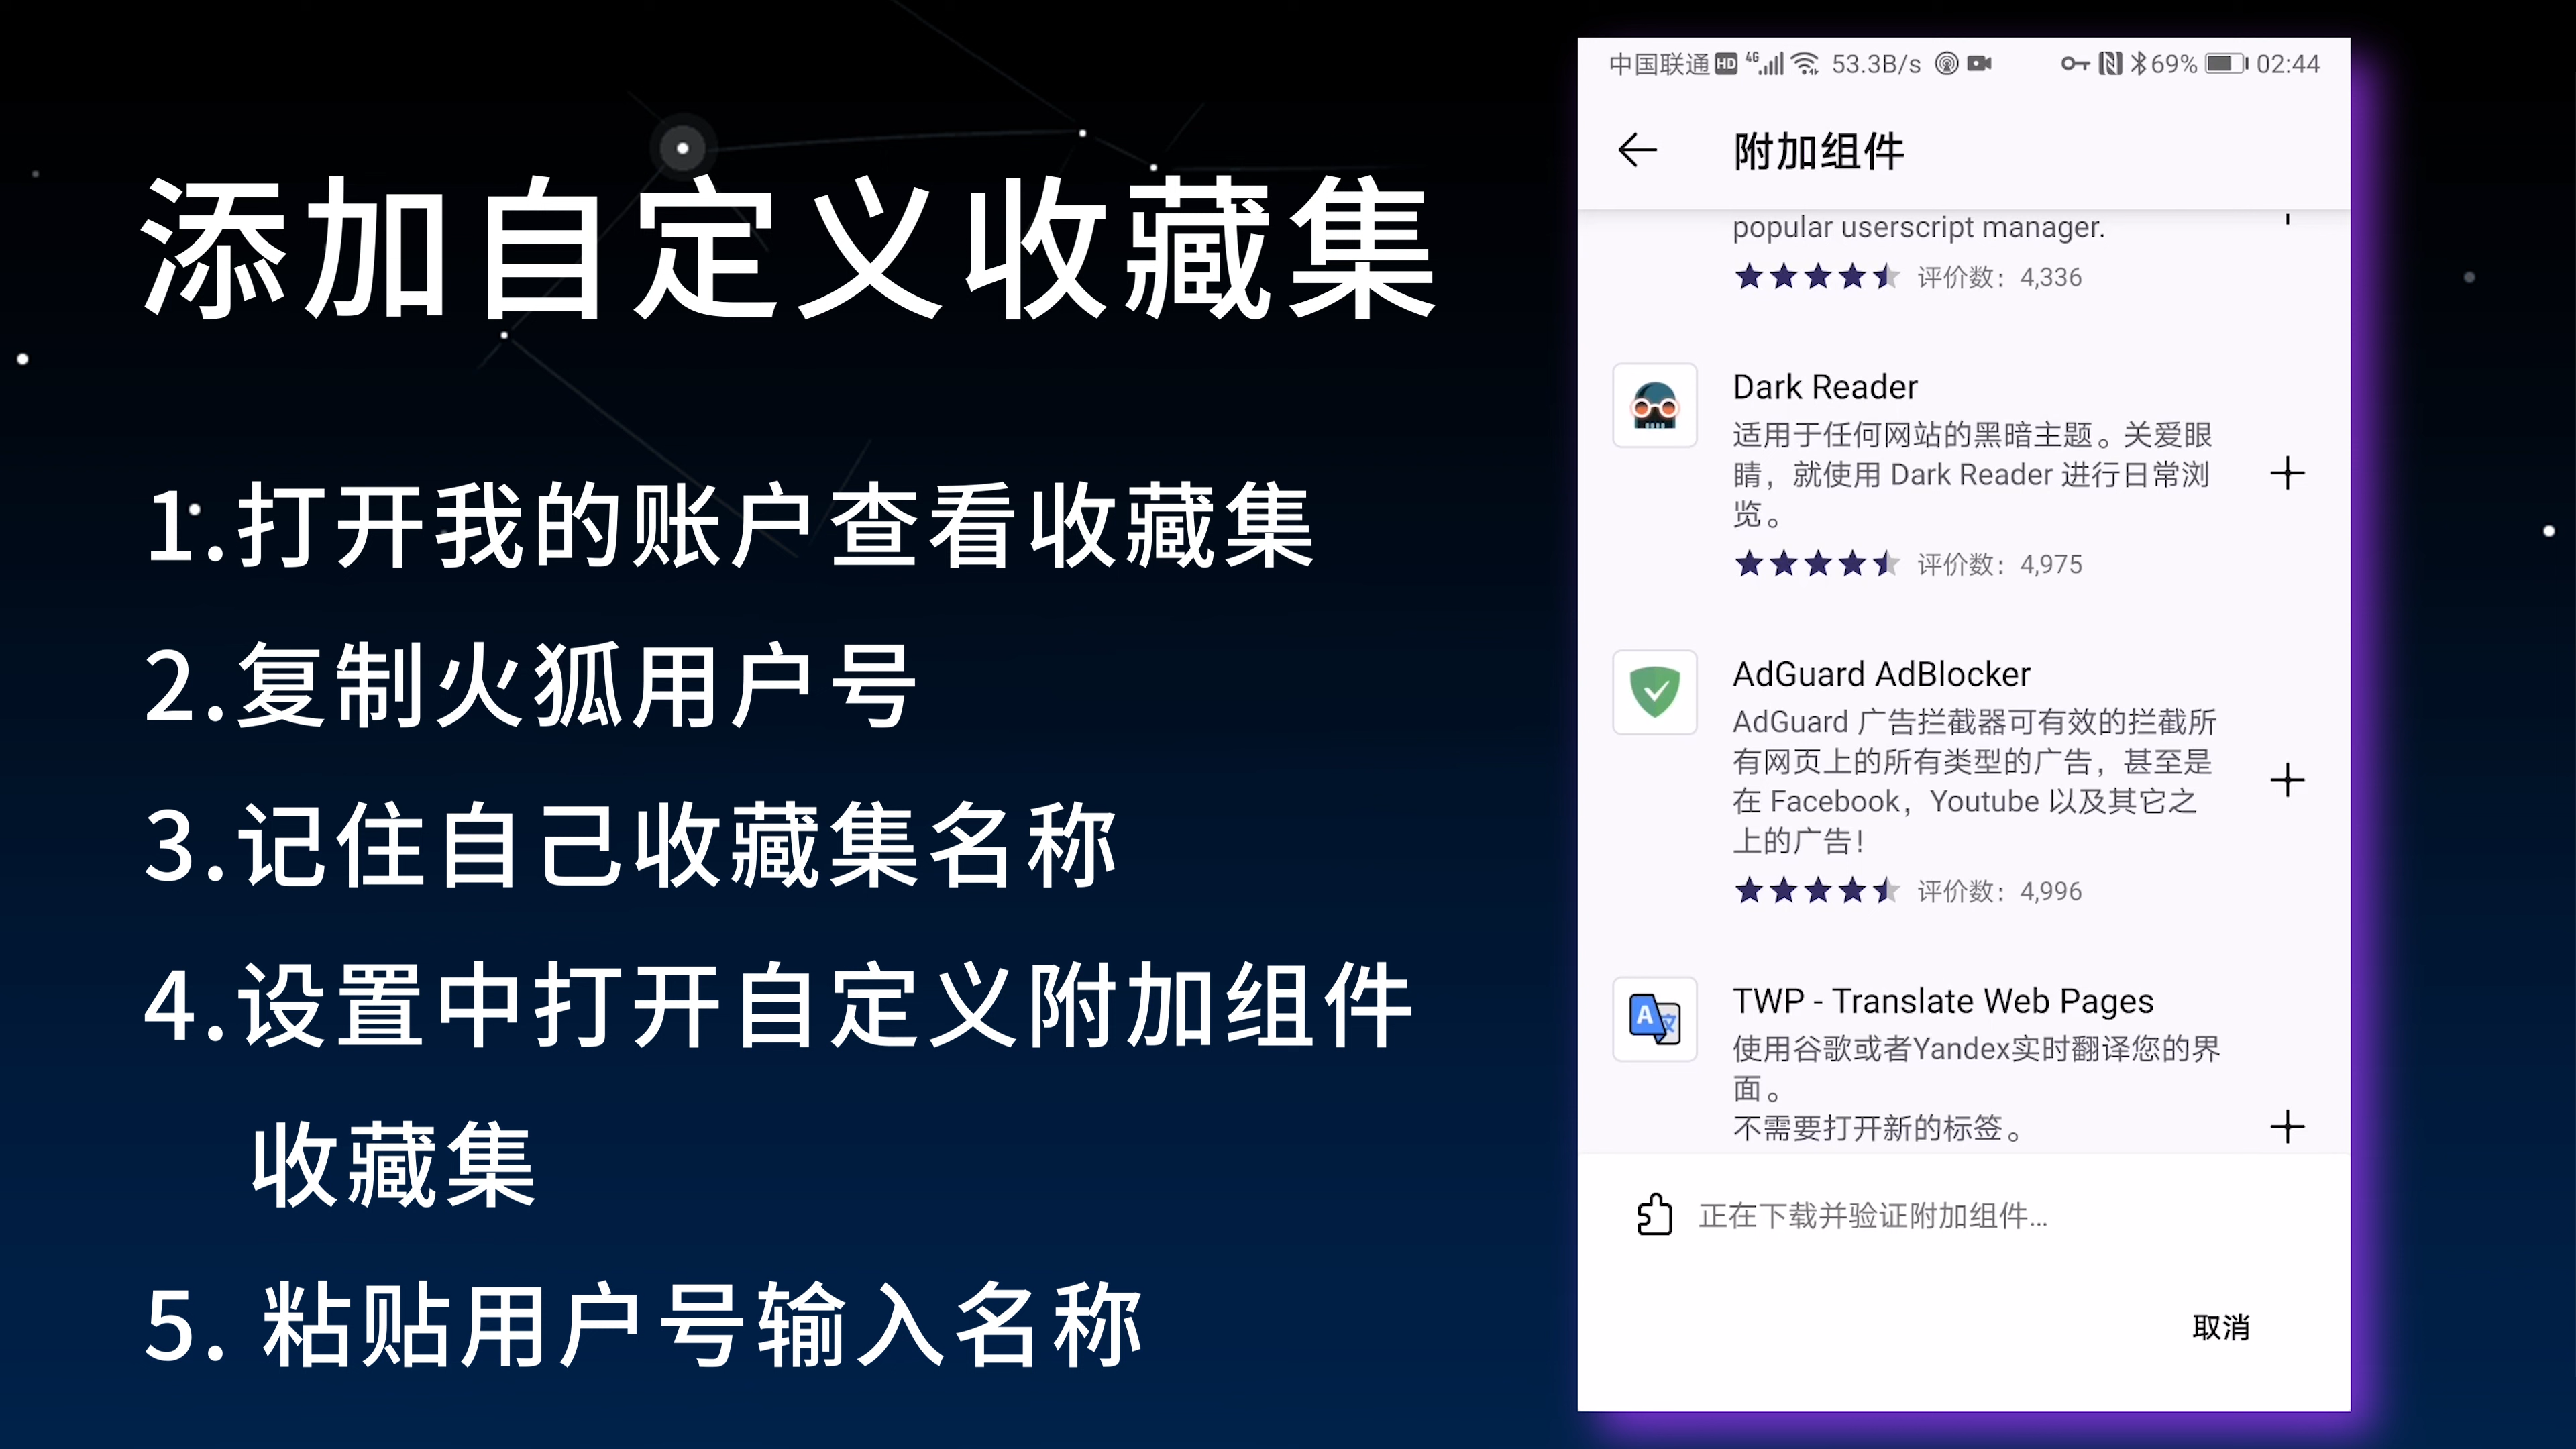 添加自定义收藏集
1.打开我的账户查看收藏集
2.复制火狐用户号
3.记住自己收藏集名称
4.设置中打开自定义附加组件
收藏集
5. 粘贴用户号输入名称
中国联通 HD 4G 53.3B/s 69% 02:44
附加组件
popular userscript manager.
评价数：4,336
Dark Reader
适用于任何网站的黑暗主题。关爱眼
睛，就使用 Dark Reader 进行日常浏
览。
评价数：4,975
AdGuard AdBlocker
AdGuard 广告拦截器可有效的拦截所
有网页上的所有类型的广告，甚至是
在 Facebook，Youtube 以及其它之
上的广告!
评价数：4,996
TWP - Translate Web Pages
使用谷歌或者Yandex实时翻译您的界
面。
不需要打开新的标签。
正在下载并验证附加组件...
取消